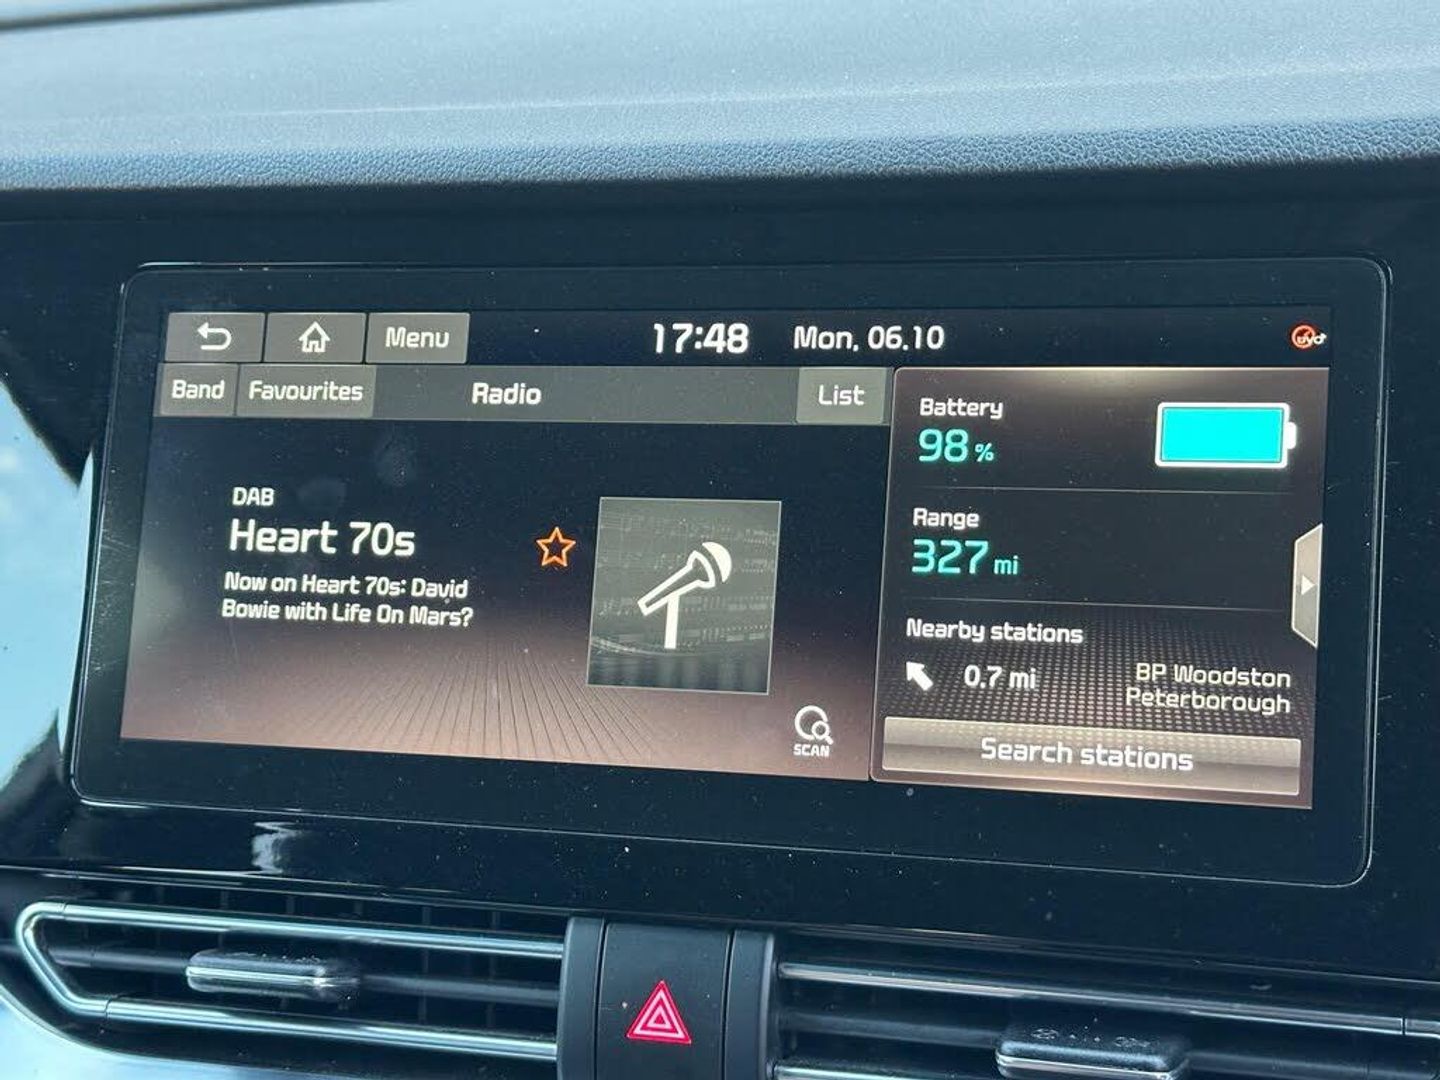 Menu
17:48
Mon, 06.10
Band
Favourites
Radio
List
DAB
Heart 70s
Now on Heart 70s: David
Bowie with Life On Mars?
SCAN
Battery
98 %
Range
327 mi
Nearby stations
0.7 mi
BP Woodston
Peterborough
Search stations